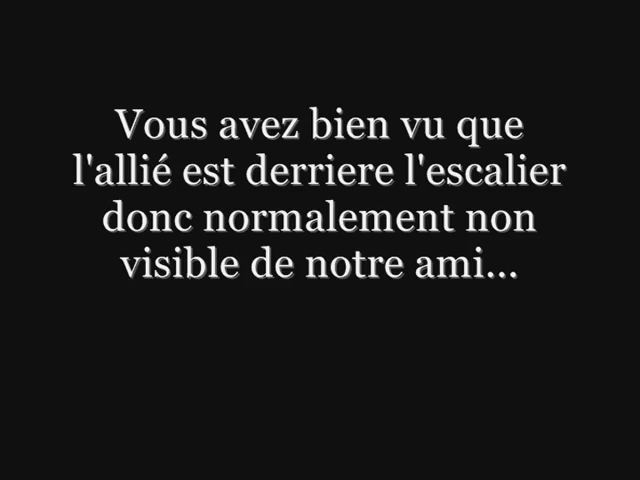 Vous avez bien vu que
l'allié est derriere l'escalier
donc normalement non
visible de notre ami...